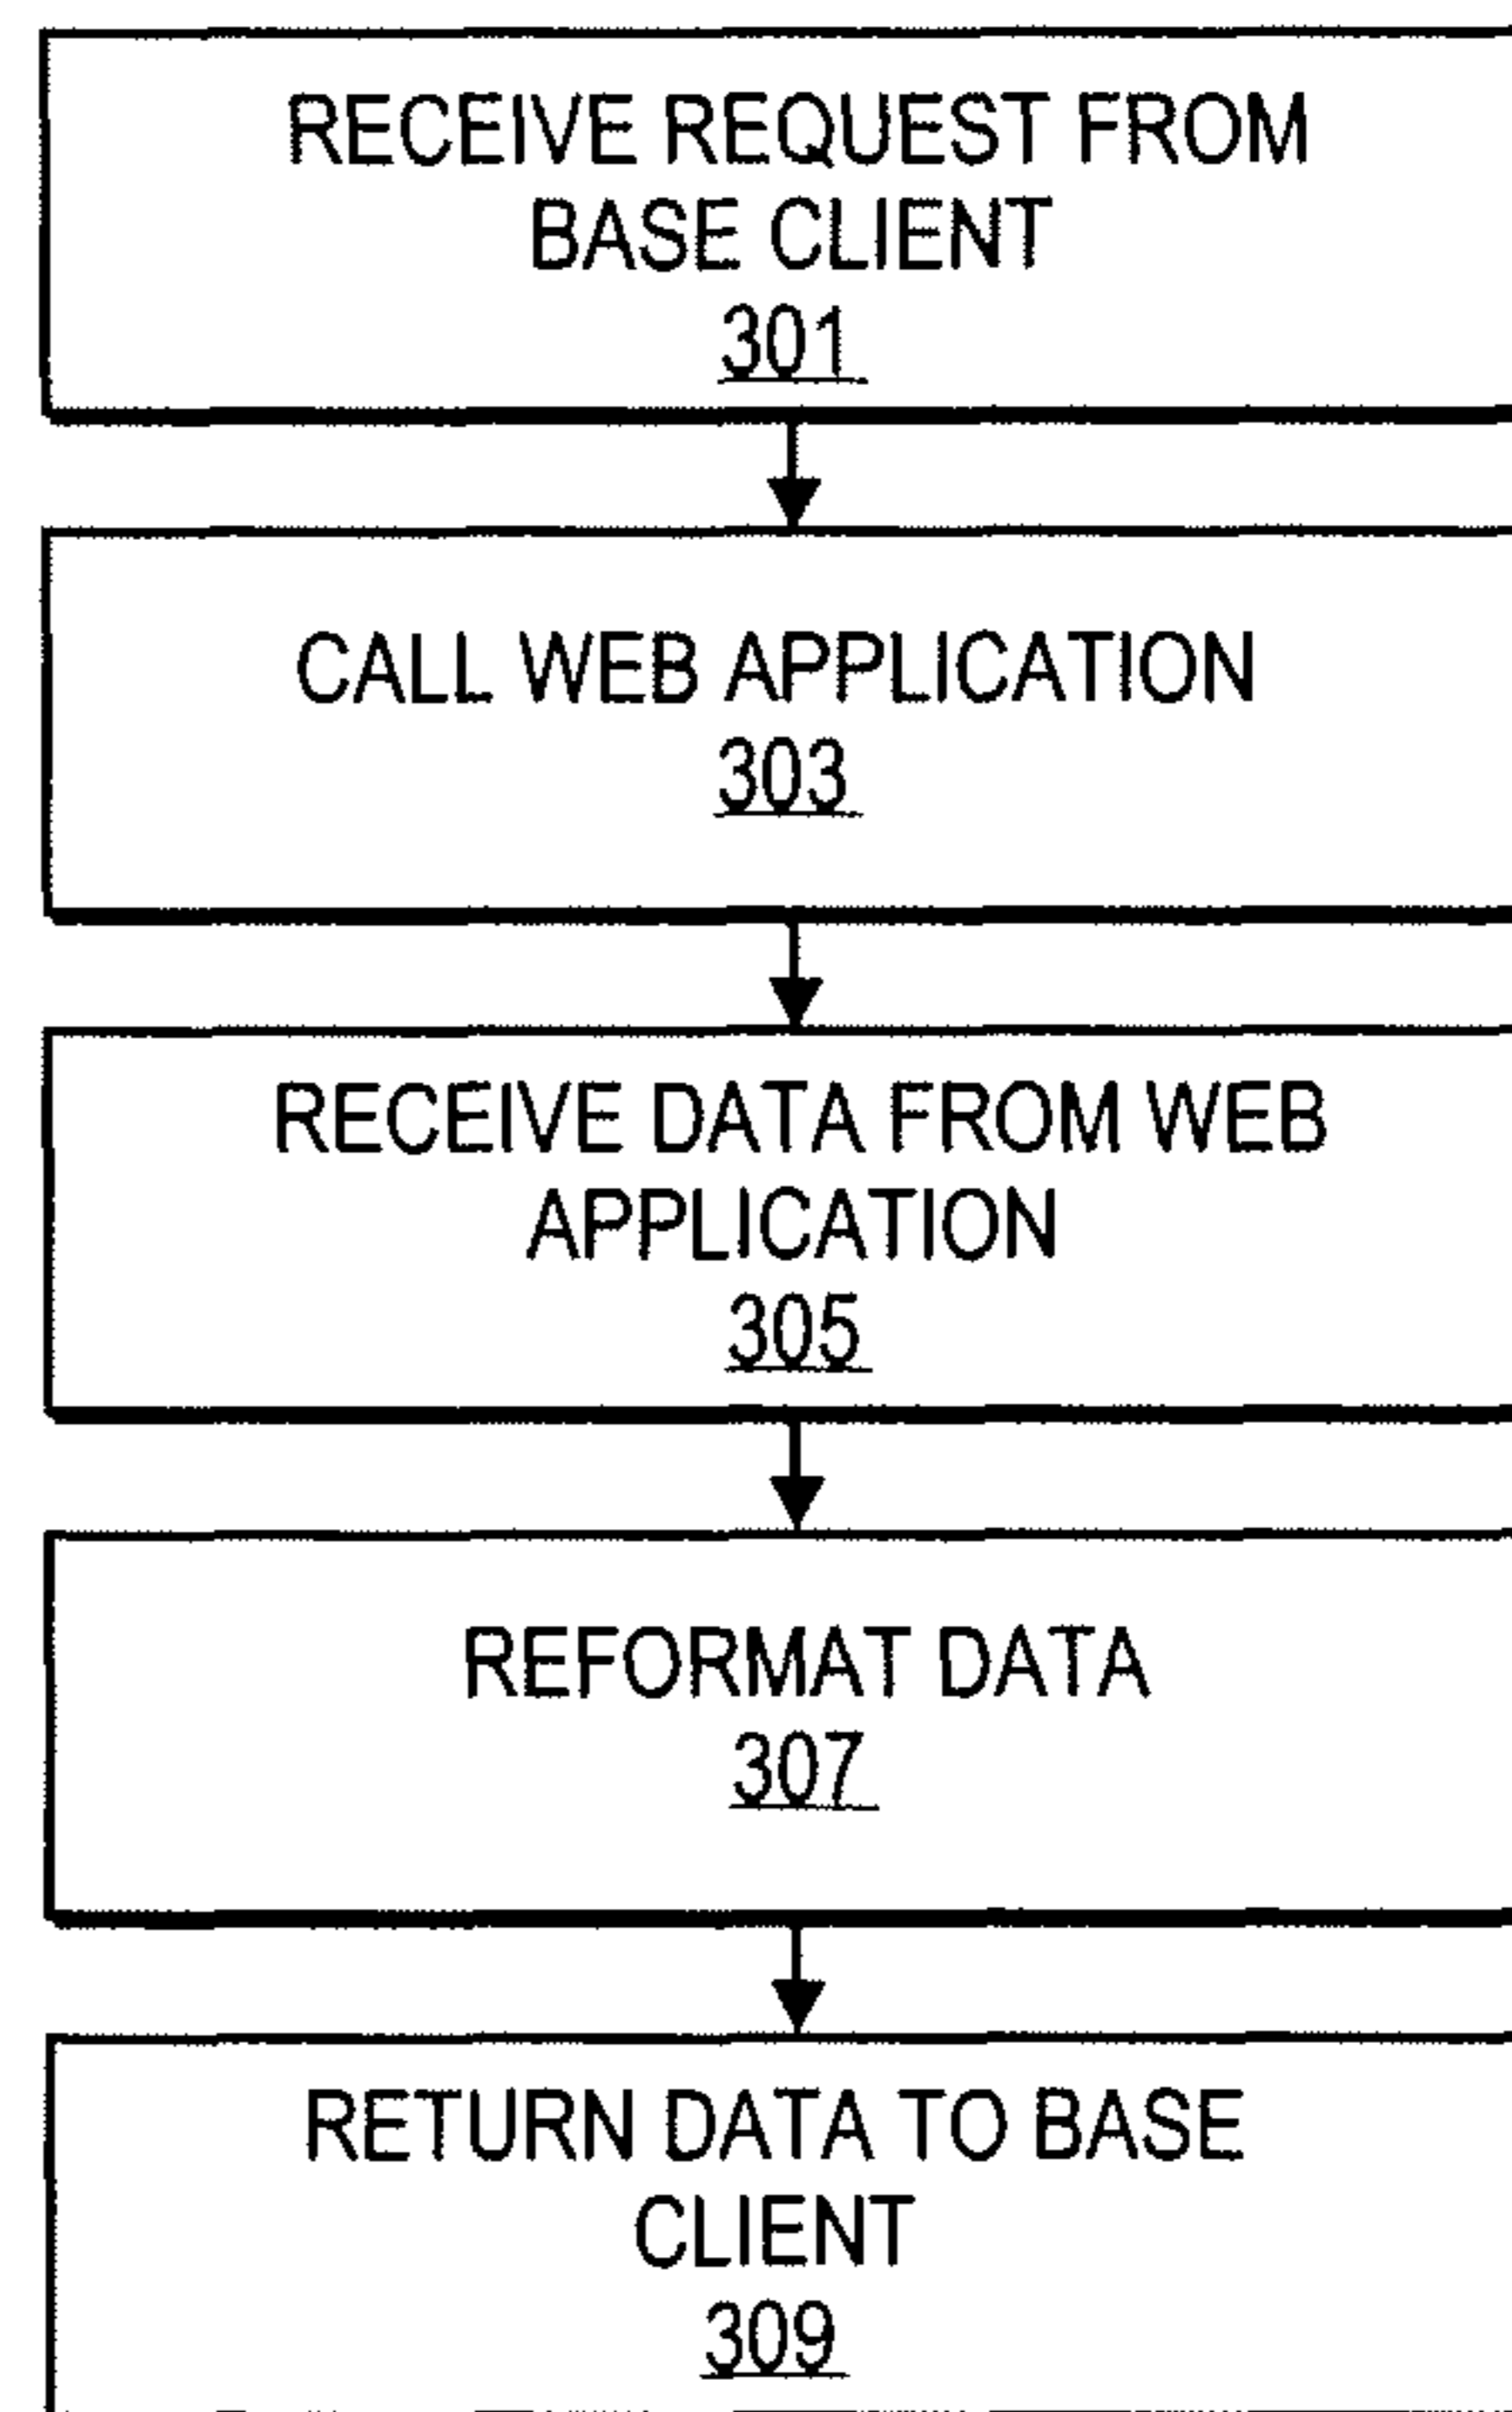 RECEIVE REQUEST FROM
BASE CLIENT
301
CALL WEB APPLICATION
303
RECEIVE DATA FROM WEB
APPLICATION
305
REFORMAT DATA
307
RETURN DATA TO BASE
CLIENT
309